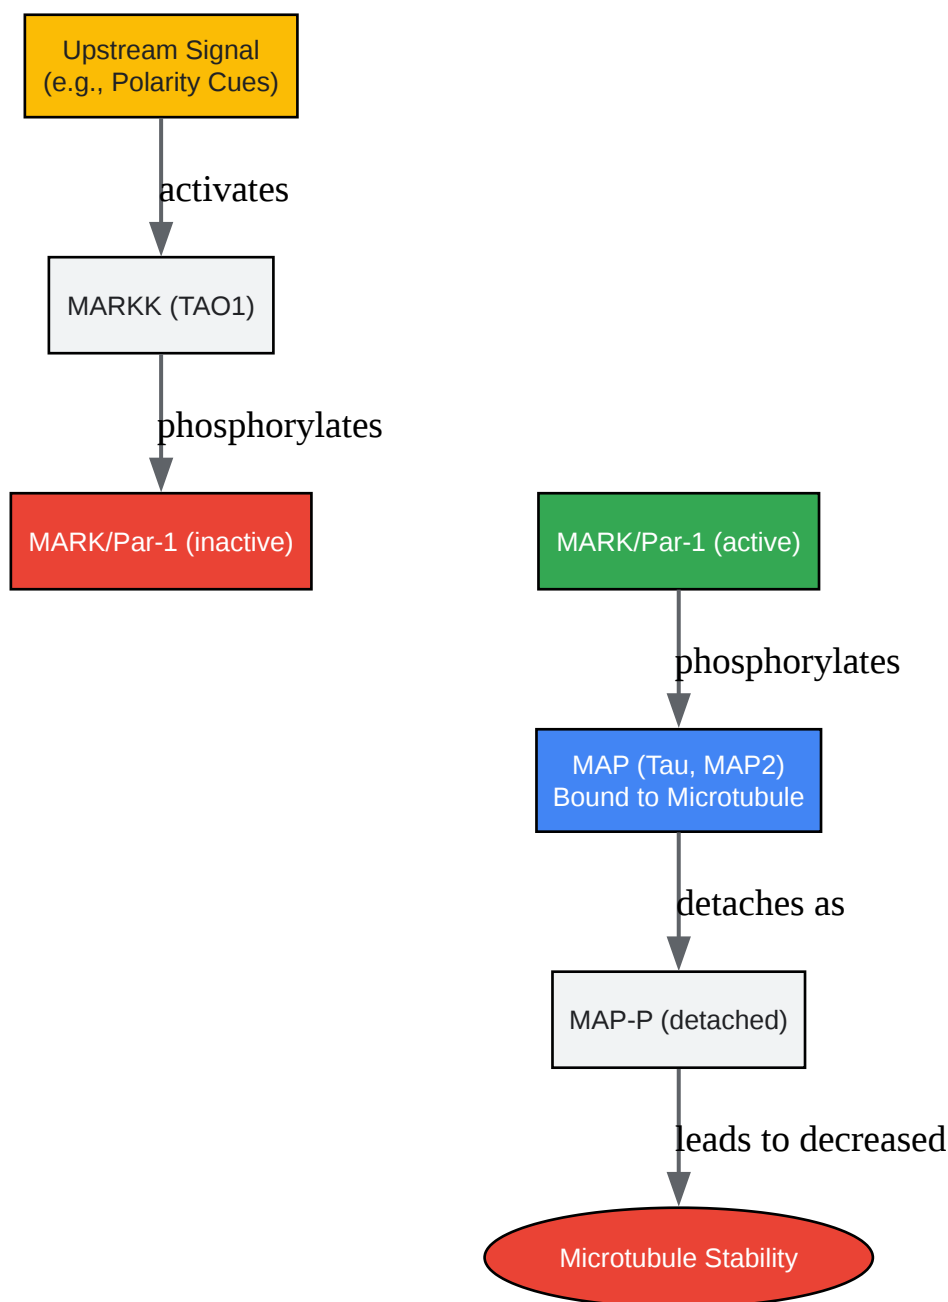 Upstream Signal
(e.g., Polarity Cues)
activates
MARKK (TAO1)
phosphorylates
MARK/Par-1 (inactive)
MARK/Par-1 (active)
phosphorylates
MAP (Tau, MAP2)
Bound to Microtubule
detaches as
MAP-P (detached)
leads to decreased
Microtubule Stability